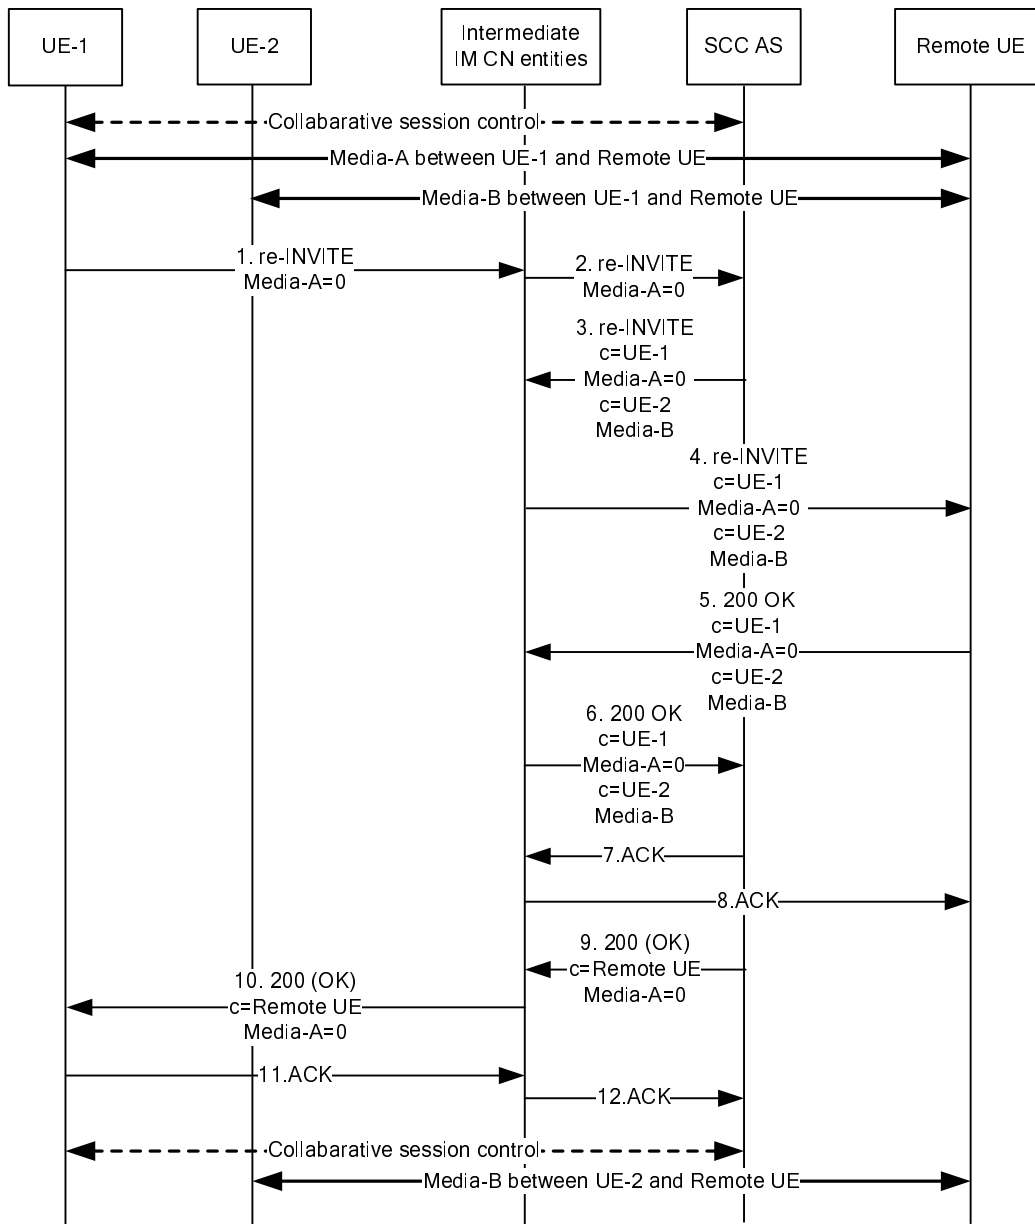 UE-1
UE-2
Intermediate
IM CN entities
SCC AS
Remote UE
Collabarative session control
Media-A between UE-1 and Remote UE
Media-B between UE-1 and Remote UE
1. re-INVITE
Media-A=0
2. re-INVITE
Media-A=0
3. re-INVITE
c=UE-1
Media-A=0
c=UE-2
Media-B
4. re-INVITE
c=UE-1
Media-A=0
c=UE-2
Media-B
5. 200 OK
c=UE-1
Media-A=0
c=UE-2
Media-B
6. 200 OK
c=UE-1
Media-A=0
c=UE-2
Media-B
7.ACK
8.ACK
9. 200 (OK)
c=Remote UE
Media-A=0
10. 200 (OK)
c=Remote UE
Media-A=0
11.ACK
12.ACK
Collabarative session control
Media-B between UE-2 and Remote UE